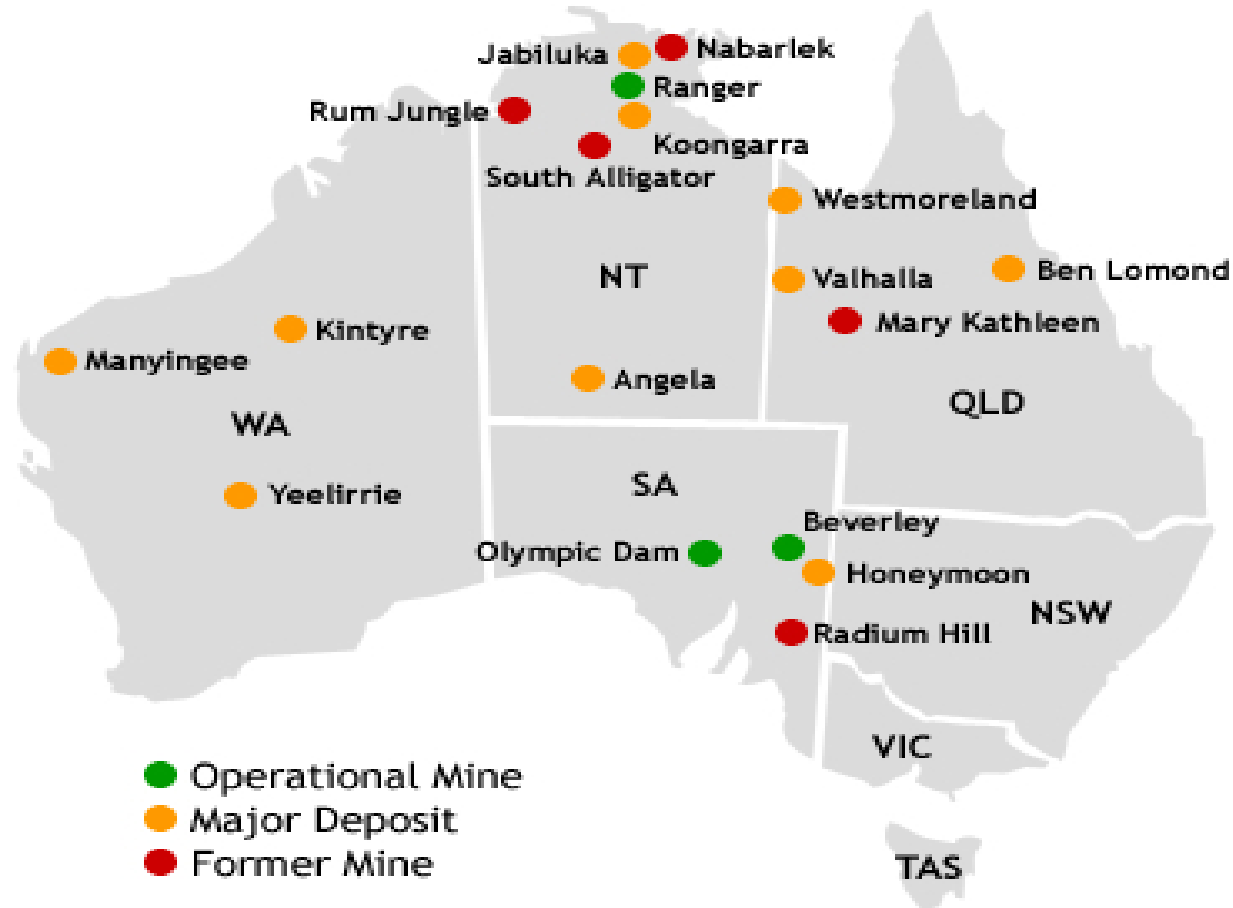 Jabiluka
Nabarlek
Ranger
Rum Jungle
Koongarra
South Alligator
Westmoreland
NT
Ben Lomond
Valhalla
Mary Kathleen
Kintyre
Manyingee
Angela
QLD
WA
SA
Yeelirrie
Beverley
Olympic Dam
Honeymoon
NSW
Radium Hill
VIC
Operational Mine
Major Deposit
Former Mine
TAS